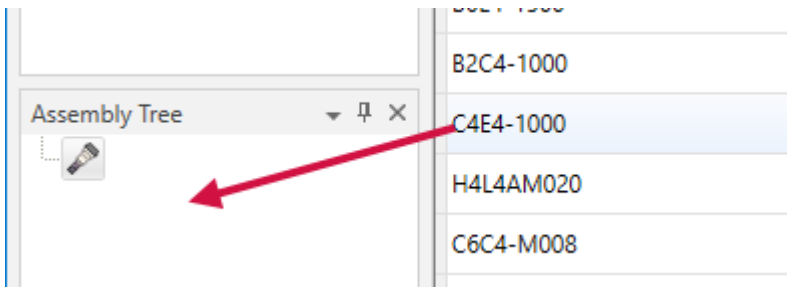 Assembly Tree
B2C4-1000
C4E4-1000
H4L4AM020
C6C4-M008